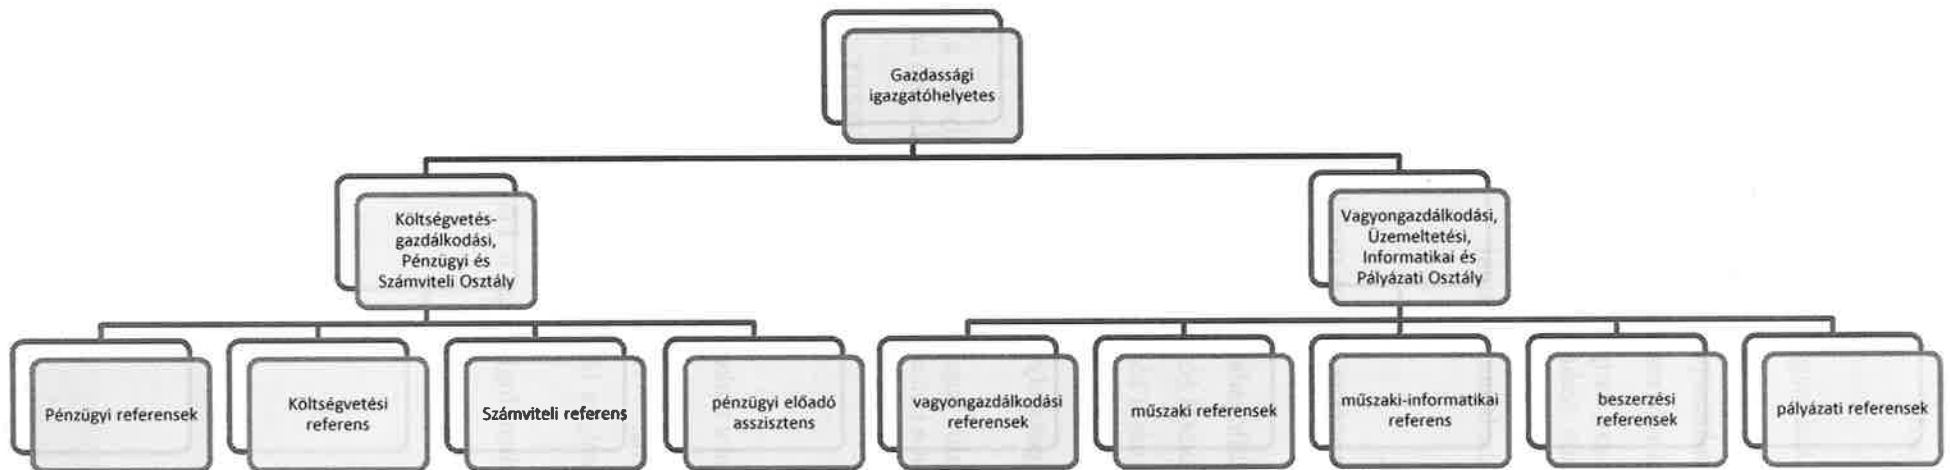 Gazdassági
igazgatóhelyetes
Költségvetés-
gazdálkodási,
Pénzügyi és
Számviteli Osztály
Vagyongazdálkodási,
Üzemeltetési,
Informatikai és
Pályázati Osztály
Pénzügyi referensek
Költségvetési
referens
Számviteli referens
pénzügyi előadó
asszisztens
vagyongazdálkodási
referensek
műszaki referensek
műszaki-informatikai
referens
beszerzési
referensek
pályázati referensek